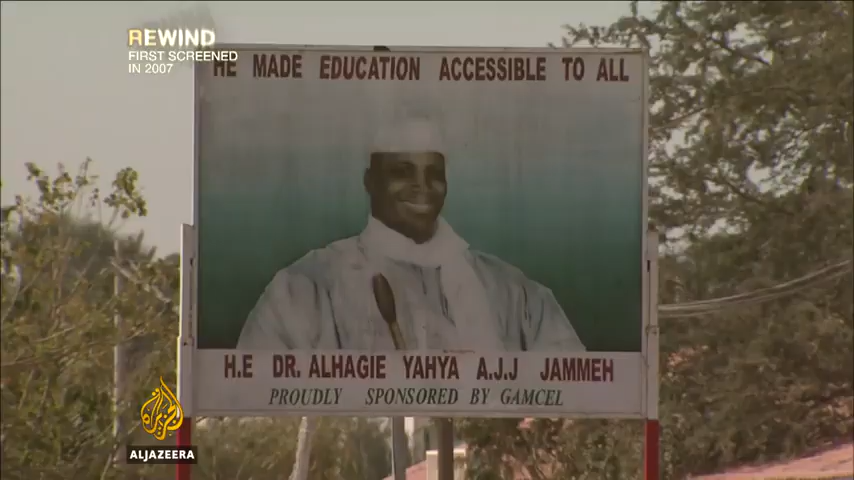 REWIND
FIRST SCREENED
IN 2007
HE MADE EDUCATION ACCESSIBLE TO ALL
H.E DR. ALHAGIE YAHYA A.J.J JAMMEH
PROUDLY SPONSORED BY GAMCEL
الجزيرة
ALJAZEERA